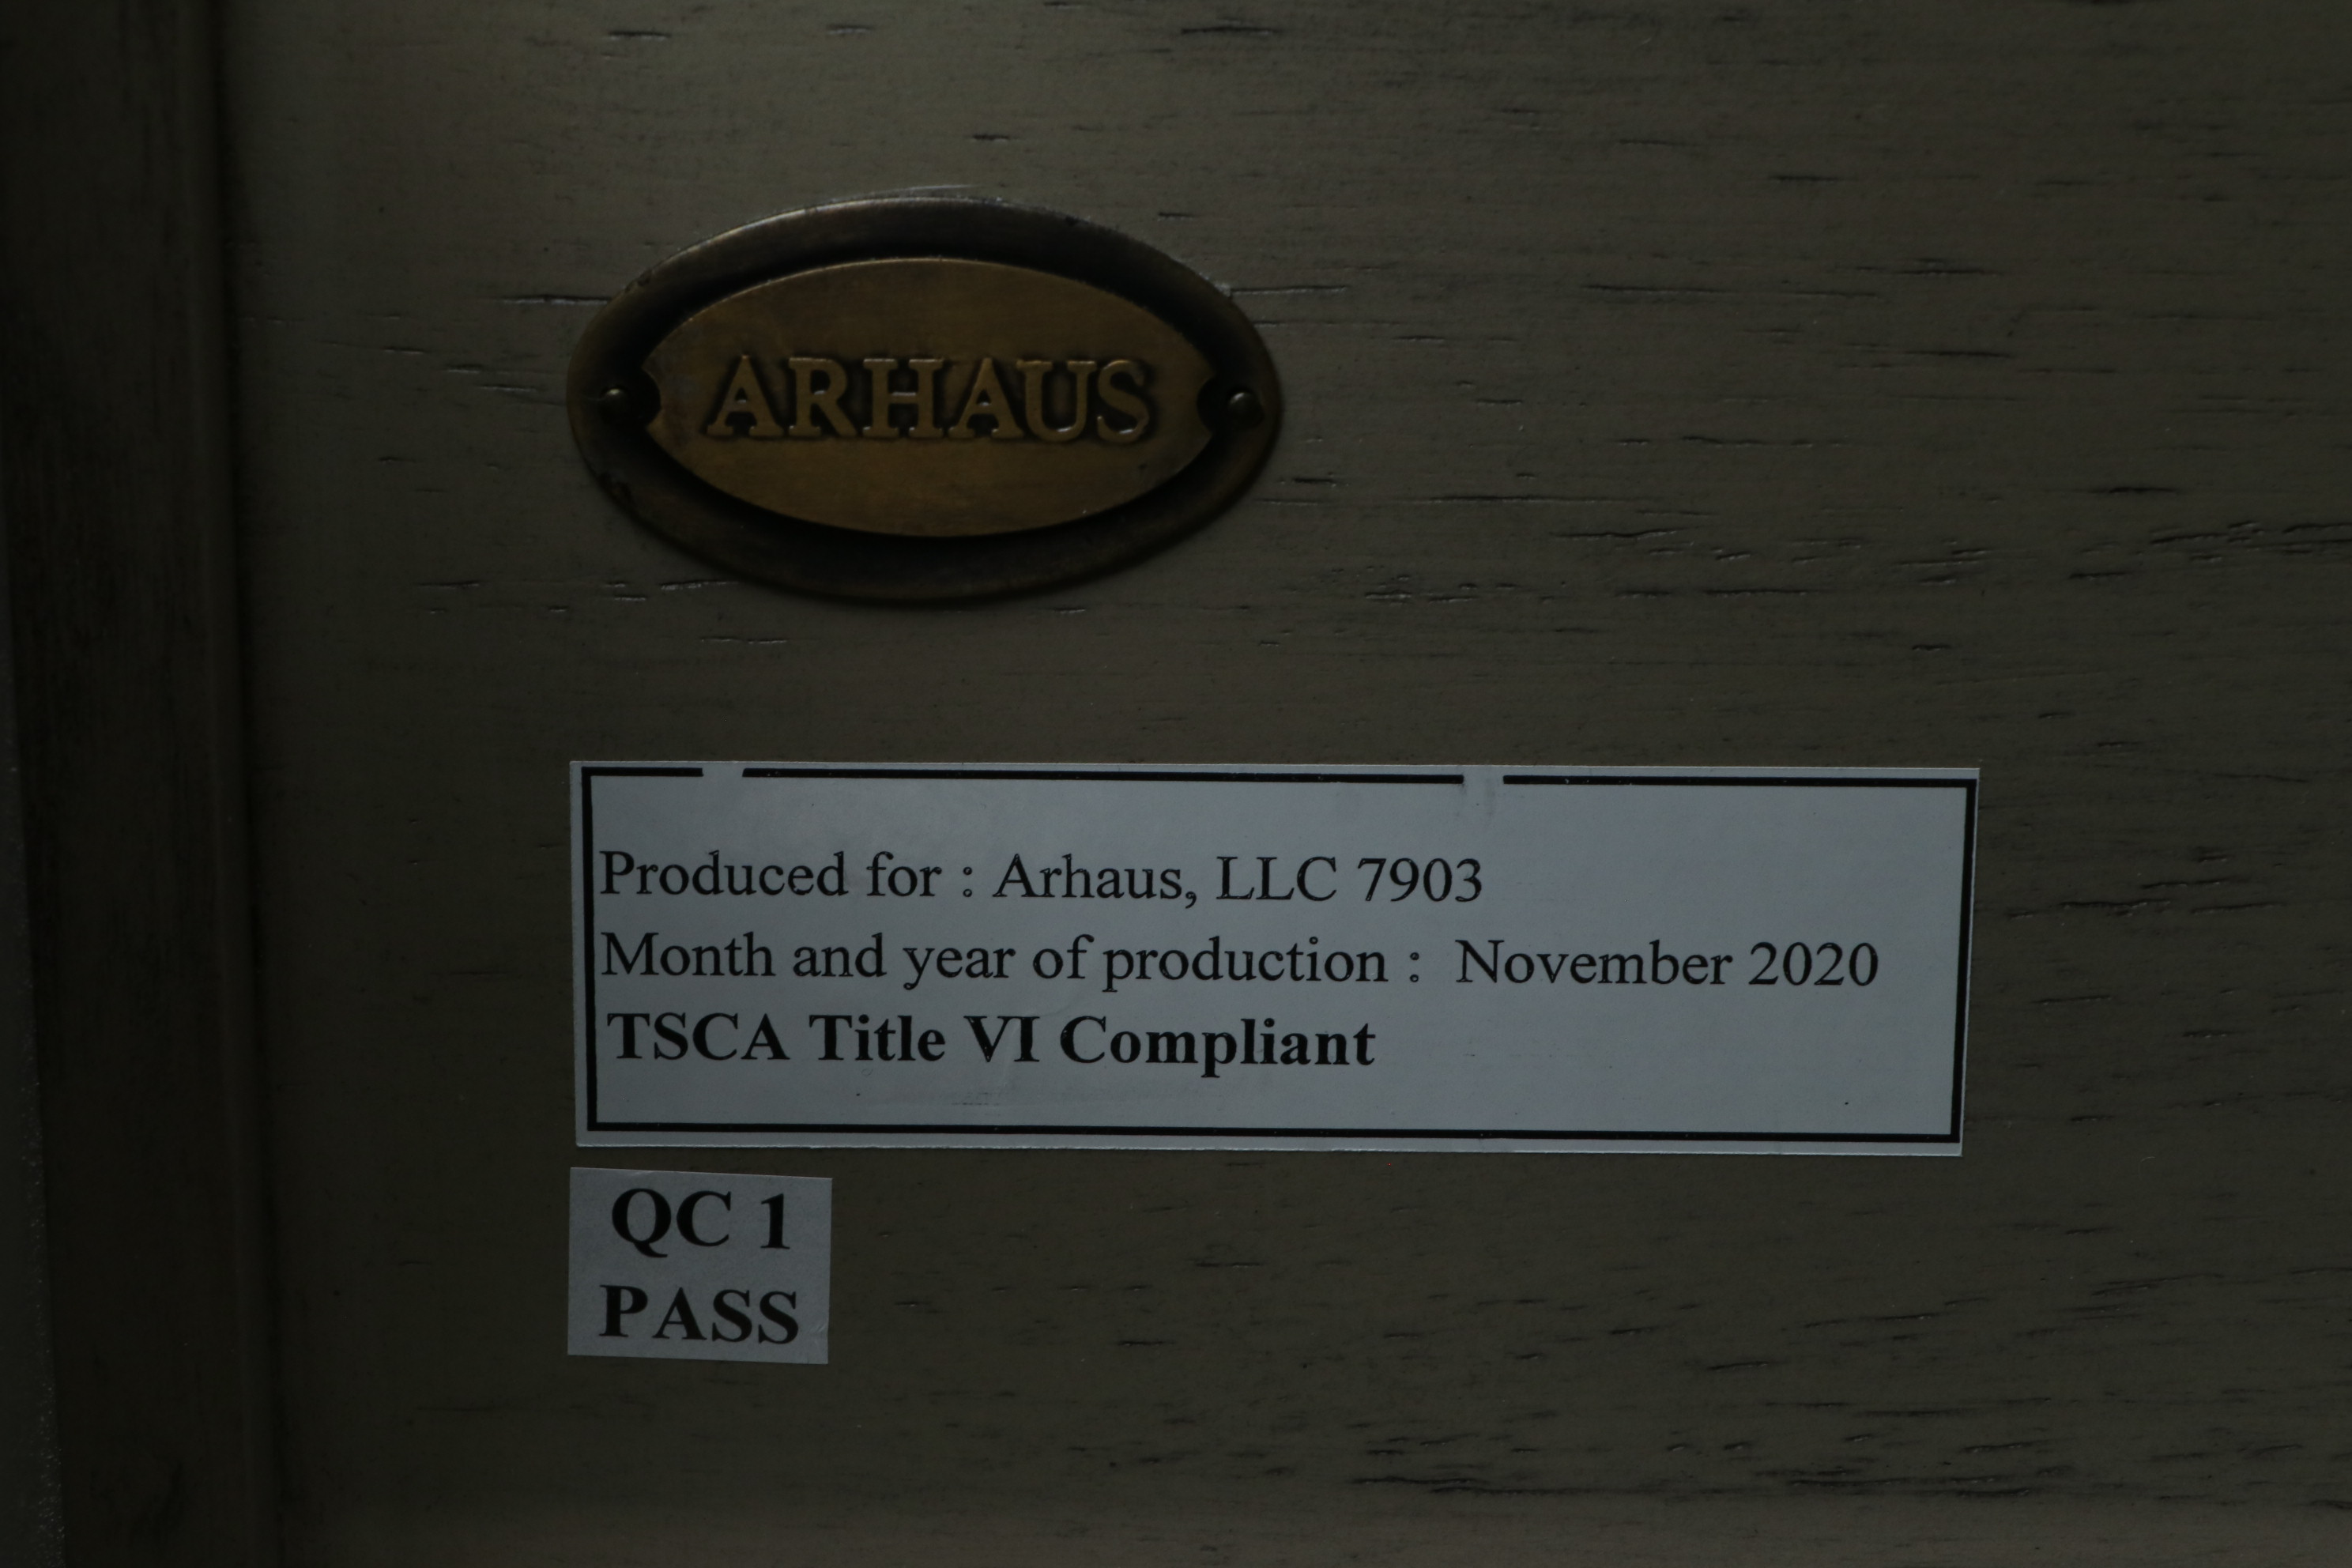 ARHAUS
Produced for : Arhaus, LLC 7903
Month and year of production : November 2020
TSCA Title VI Compliant
QC 1
PASS